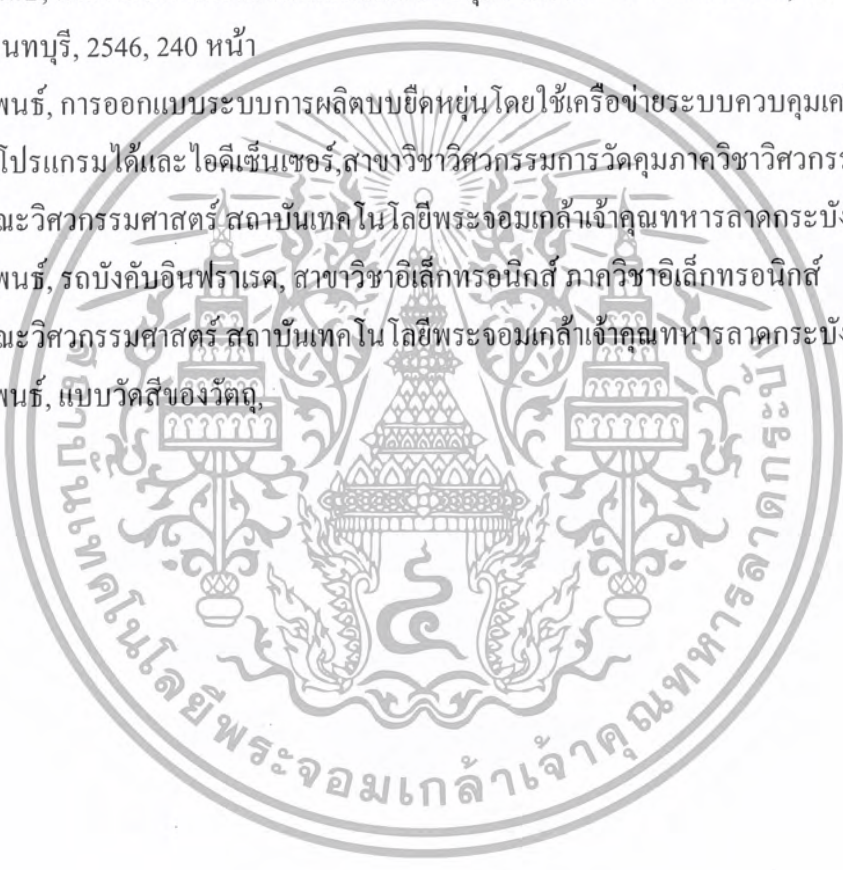 นทบุรี, 2546, 240 หน้า
พนธ์, การออกแบบระบบการผลิตบบยืดหยุ่นโดยใช้เครือข่ายระบบควบคุมเค
โปรแกรมได้และไอดีเซ็นเซอร์,สาขาวิชาวิศวกรรมการวัดคุมภาควิชาวิศวกรร
ณะวิศวกรรมศาสตร์ สถาบันเทคโนโลยีพระจอมเกล้าเจ้าคุณทหารลาดกระบัง
พนธ์, รถบังคับอินฟราเรด, สาขาวิชาอิเล็กทรอนิกส์ ภาควิชาอิเล็กทรอนิกส์
ณะวิศวกรรมศาสตร์ สถาบันเทคโนโลยีพระจอมเกล้าเจ้าคุณทหารลาดกระบัง
พนธ์, แบบวัดสีของวัตถุ,
สถาบันเทคโนโลยีพระจอมเกล้าเจ้าคุณทหารลาดกระบัง